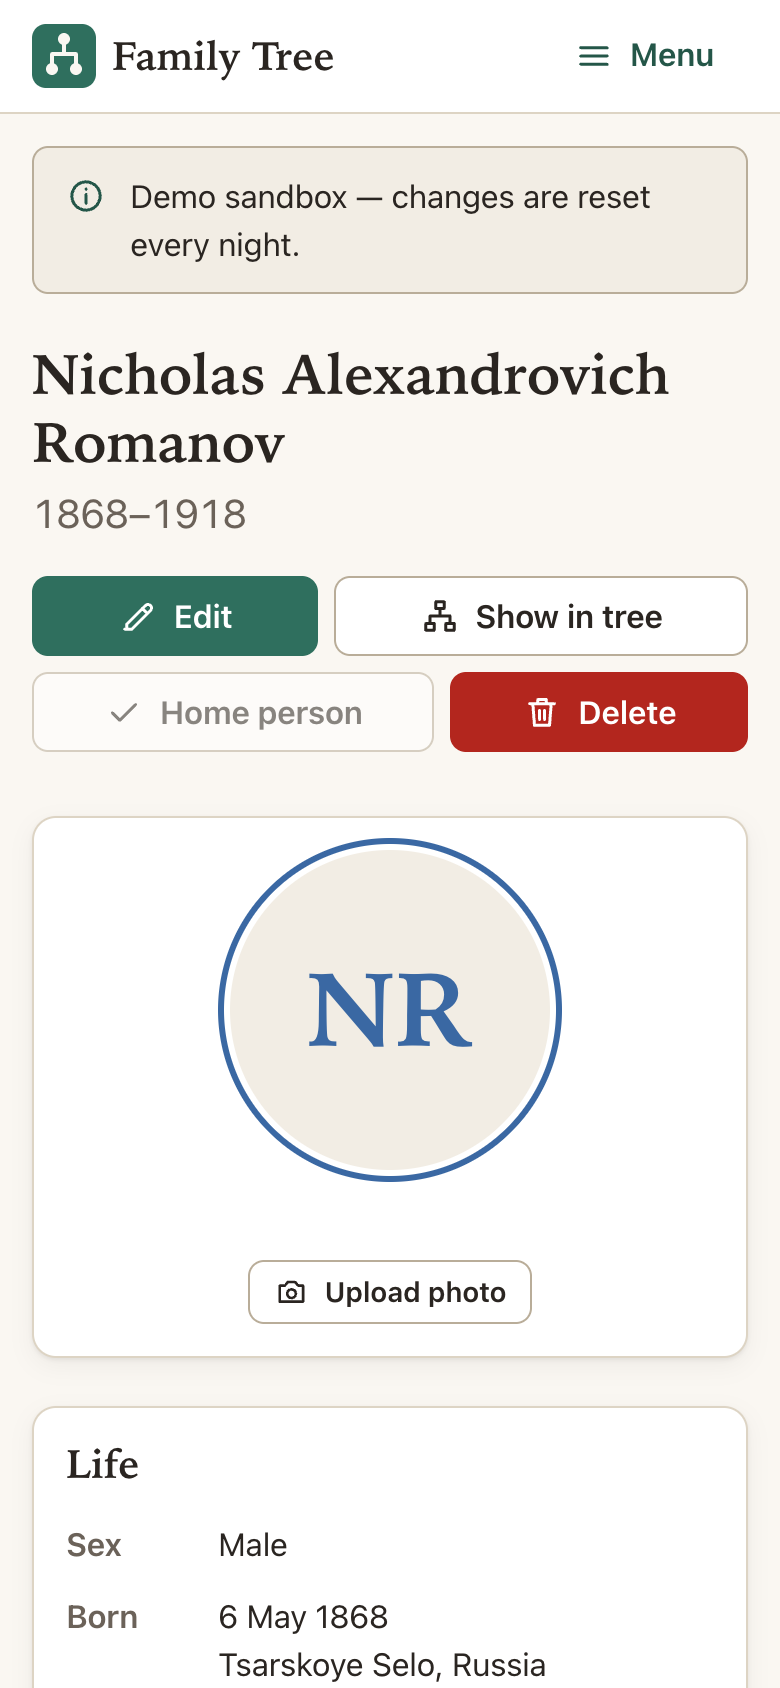 Family Tree
Menu
Demo sandbox — changes are reset
every night.
Nicholas Alexandrovich
Romanov
1868–1918
Edit
Show in tree
Home person
Delete
NR
Upload photo
Life
Sex Male
Born 6 May 1868
Tsarskoye Selo, Russia